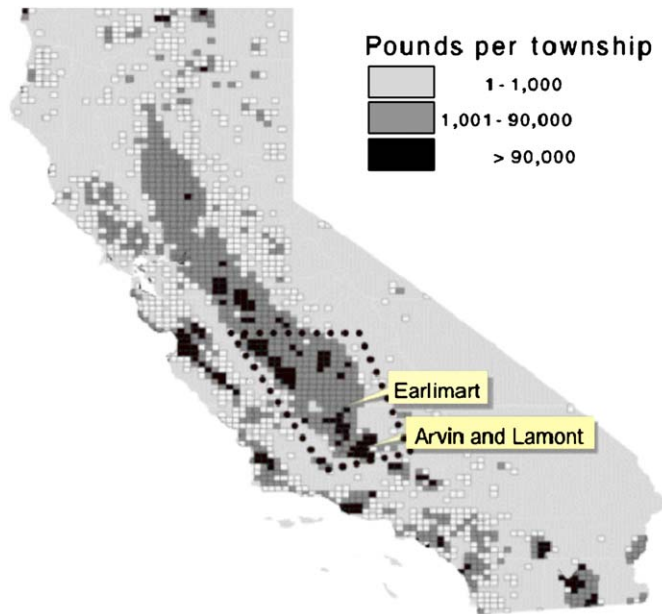 Pounds per township
1 - 1,000
1,001 - 90,000
> 90,000
Earlimart
Arvin and Lamont